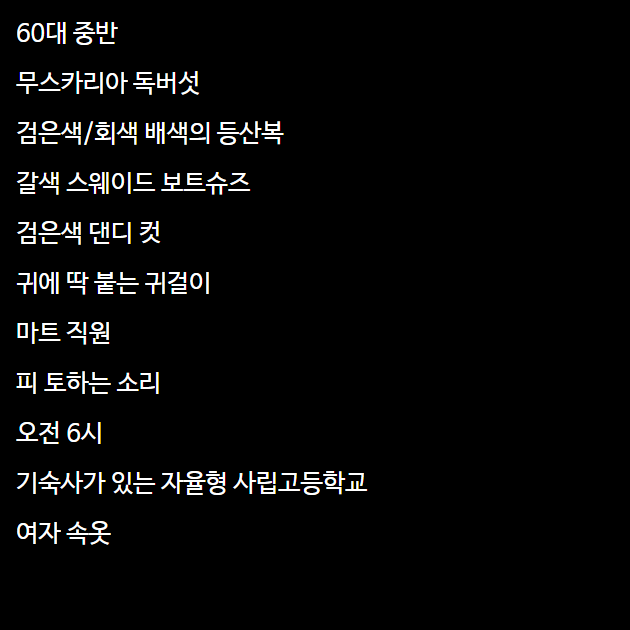 60대 중반
무스카리아 독버섯
검은색/회색 배색의 등산복
갈색 스웨이드 보트슈즈
검은색 댄디 컷
귀에 딱 붙는 귀걸이
마트 직원
피 토하는 소리
오전 6시
기숙사가 있는 자율형 사립고등학교
여자 속옷